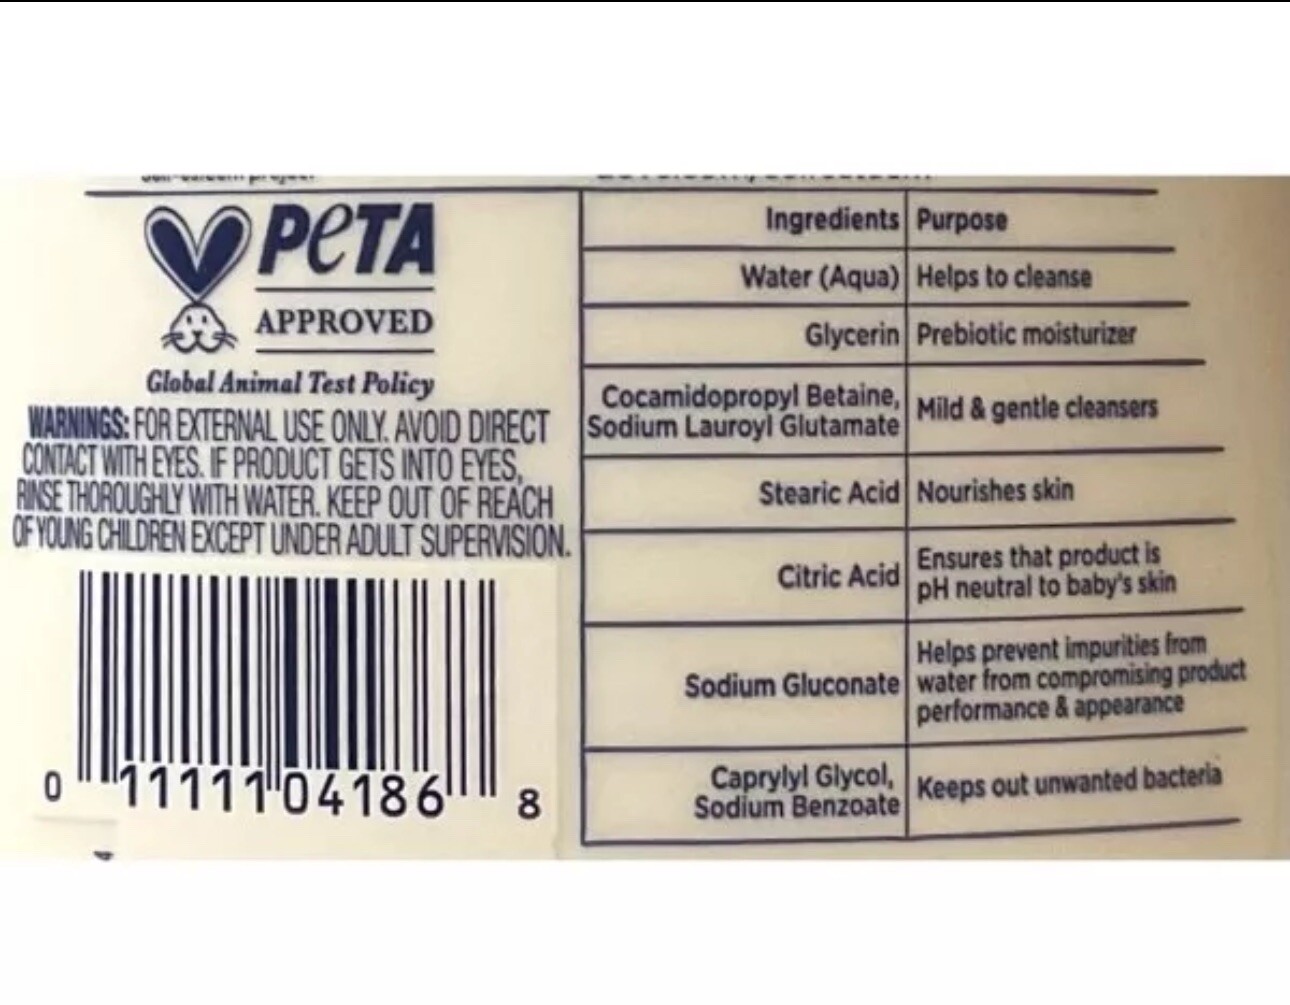 PETA
APPROVED
Global Animal Test Policy
WARNINGS: FOR EXTERNAL USE ONLY. AVOID DIRECT
CONTACT WITH EYES. IF PRODUCT GETS INTO EYES,
RINSE THOROUGHLY WITH WATER. KEEP OUT OF REACH
OF YOUNG CHILDREN EXCEPT UNDER ADULT SUPERVISION.
0 11111 04186 8
Ingredients Purpose
Water (Aqua) Helps to cleanse
Glycerin Prebiotic moisturizer
Cocamidopropyl Betaine,
Sodium Lauroyl Glutamate
Mild & gentle cleansers
Stearic Acid Nourishes skin
Citric Acid
Ensures that product is
pH neutral to baby's skin
Sodium Gluconate
Helps prevent impurities from
water from compromising product
performance & appearance
Caprylyl Glycol,
Sodium Benzoate
Keeps out unwanted bacteria